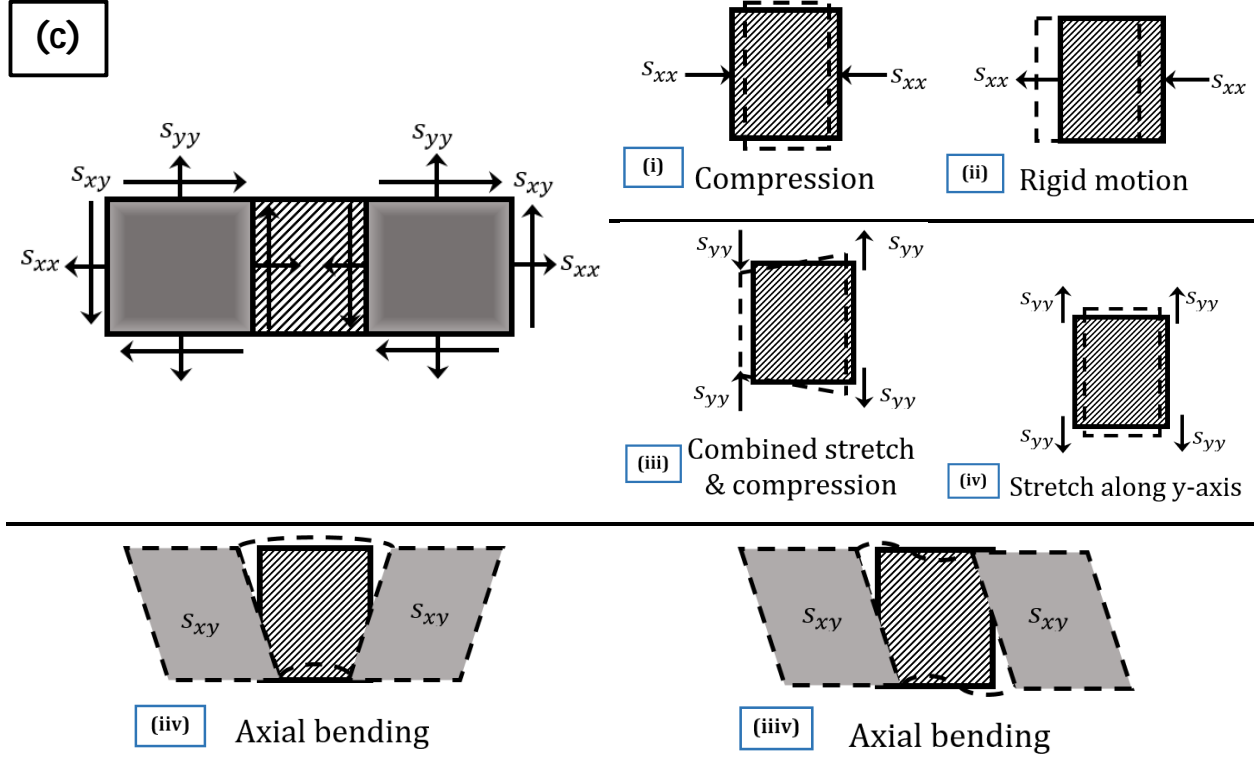 (C)
s_yy
s_yy
s_xy
s_xy
s_xx
s_xx
s_xx
s_xx
(i) Compression
s_xx
s_xx
(ii) Rigid motion
s_yy
s_yy
s_yy
s_yy
(iii) Combined stretch
& compression
s_yy
s_yy
s_yy
s_yy
(iv) Stretch along y-axis
s_xy
s_xy
(iiv) Axial bending
s_xy
s_xy
(iiiv) Axial bending